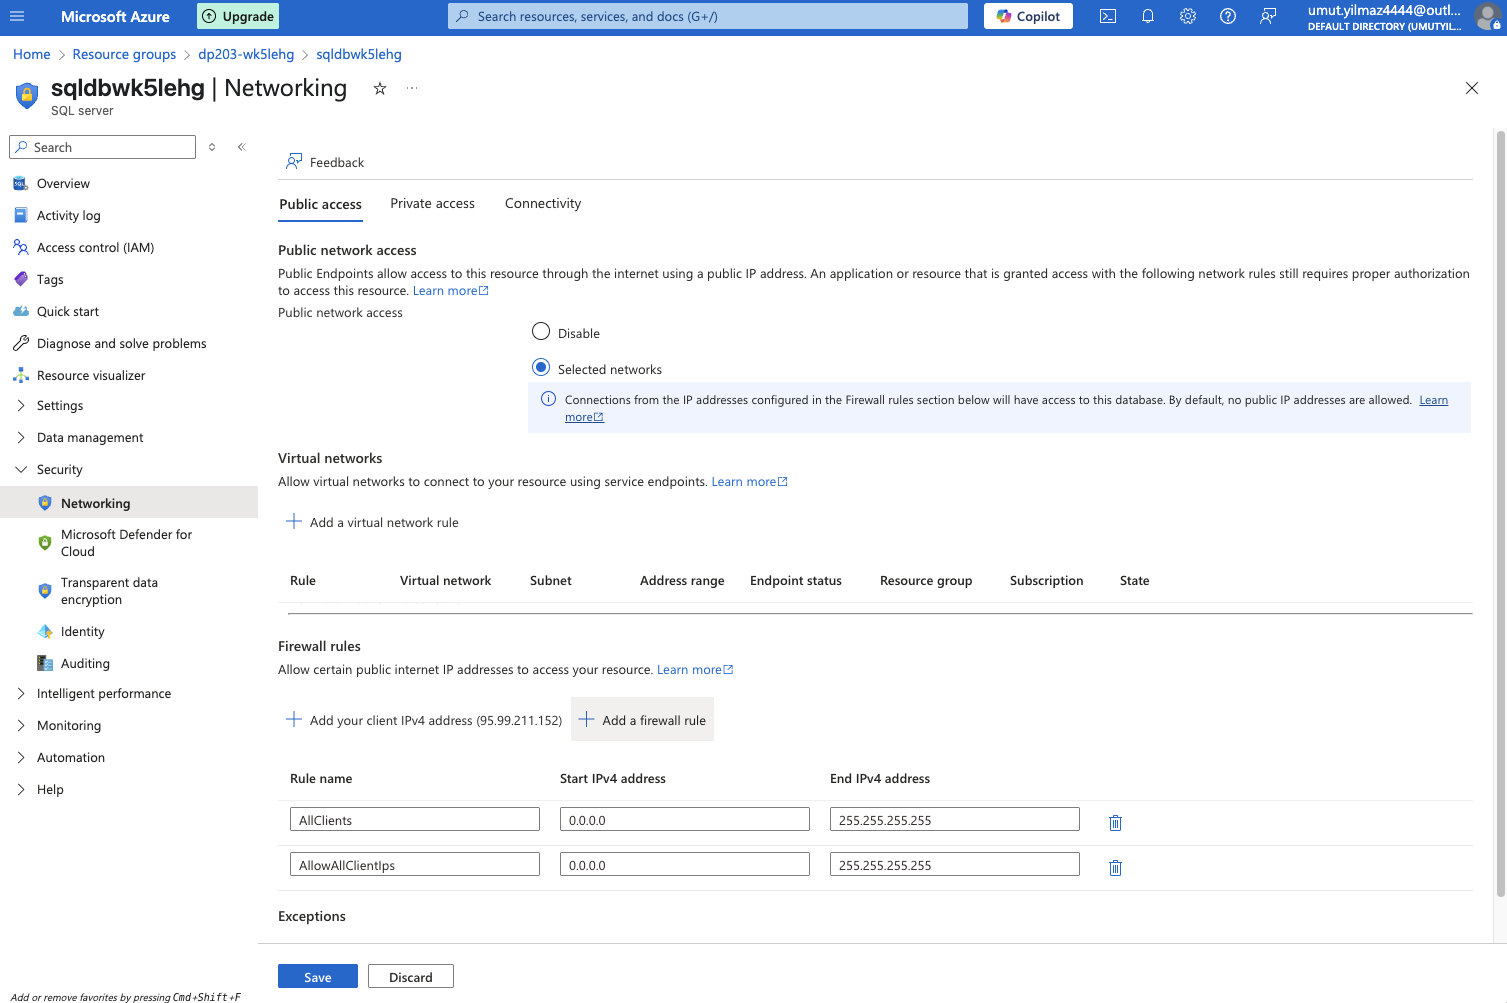 Microsoft Azure
Upgrade
Search resources, services, and docs (G+/)
Copilot
umut.yilmaz4444@outl...
DEFAULT DIRECTORY (UMUTYIL...
Home > Resource groups > dp203-wk5lehg > sqldbwk5lehg
sqldbwk5lehg | Networking
SQL server
Search
Overview
Activity log
Access control (IAM)
Tags
Quick start
Diagnose and solve problems
Resource visualizer
Settings
Data management
Security
Networking
Microsoft Defender for
Cloud
Transparent data
encryption
Identity
Auditing
Intelligent performance
Monitoring
Automation
Help
Add or remove favorites by pressing Cmd+Shift+F
Feedback
Public access Private access Connectivity
Public network access
Public Endpoints allow access to this resource through the internet using a public IP address. An application or resource that is granted access with the following network rules still requires proper authorization
to access this resource. Learn more
Public network access
Disable
Selected networks
Connections from the IP addresses configured in the Firewall rules section below will have access to this database. By default, no public IP addresses are allowed. Learn
more
Virtual networks
Allow virtual networks to connect to your resource using service endpoints. Learn more
Add a virtual network rule
Rule Virtual network Subnet Address range Endpoint status Resource group Subscription State
Firewall rules
Allow certain public internet IP addresses to access your resource. Learn more
Add your client IPv4 address (95.99.211.152) Add a firewall rule
Rule name Start IPv4 address End IPv4 address
AllClients 0.0.0.0 255.255.255.255
AllowAllClientIps 0.0.0.0 255.255.255.255
Exceptions
Save Discard